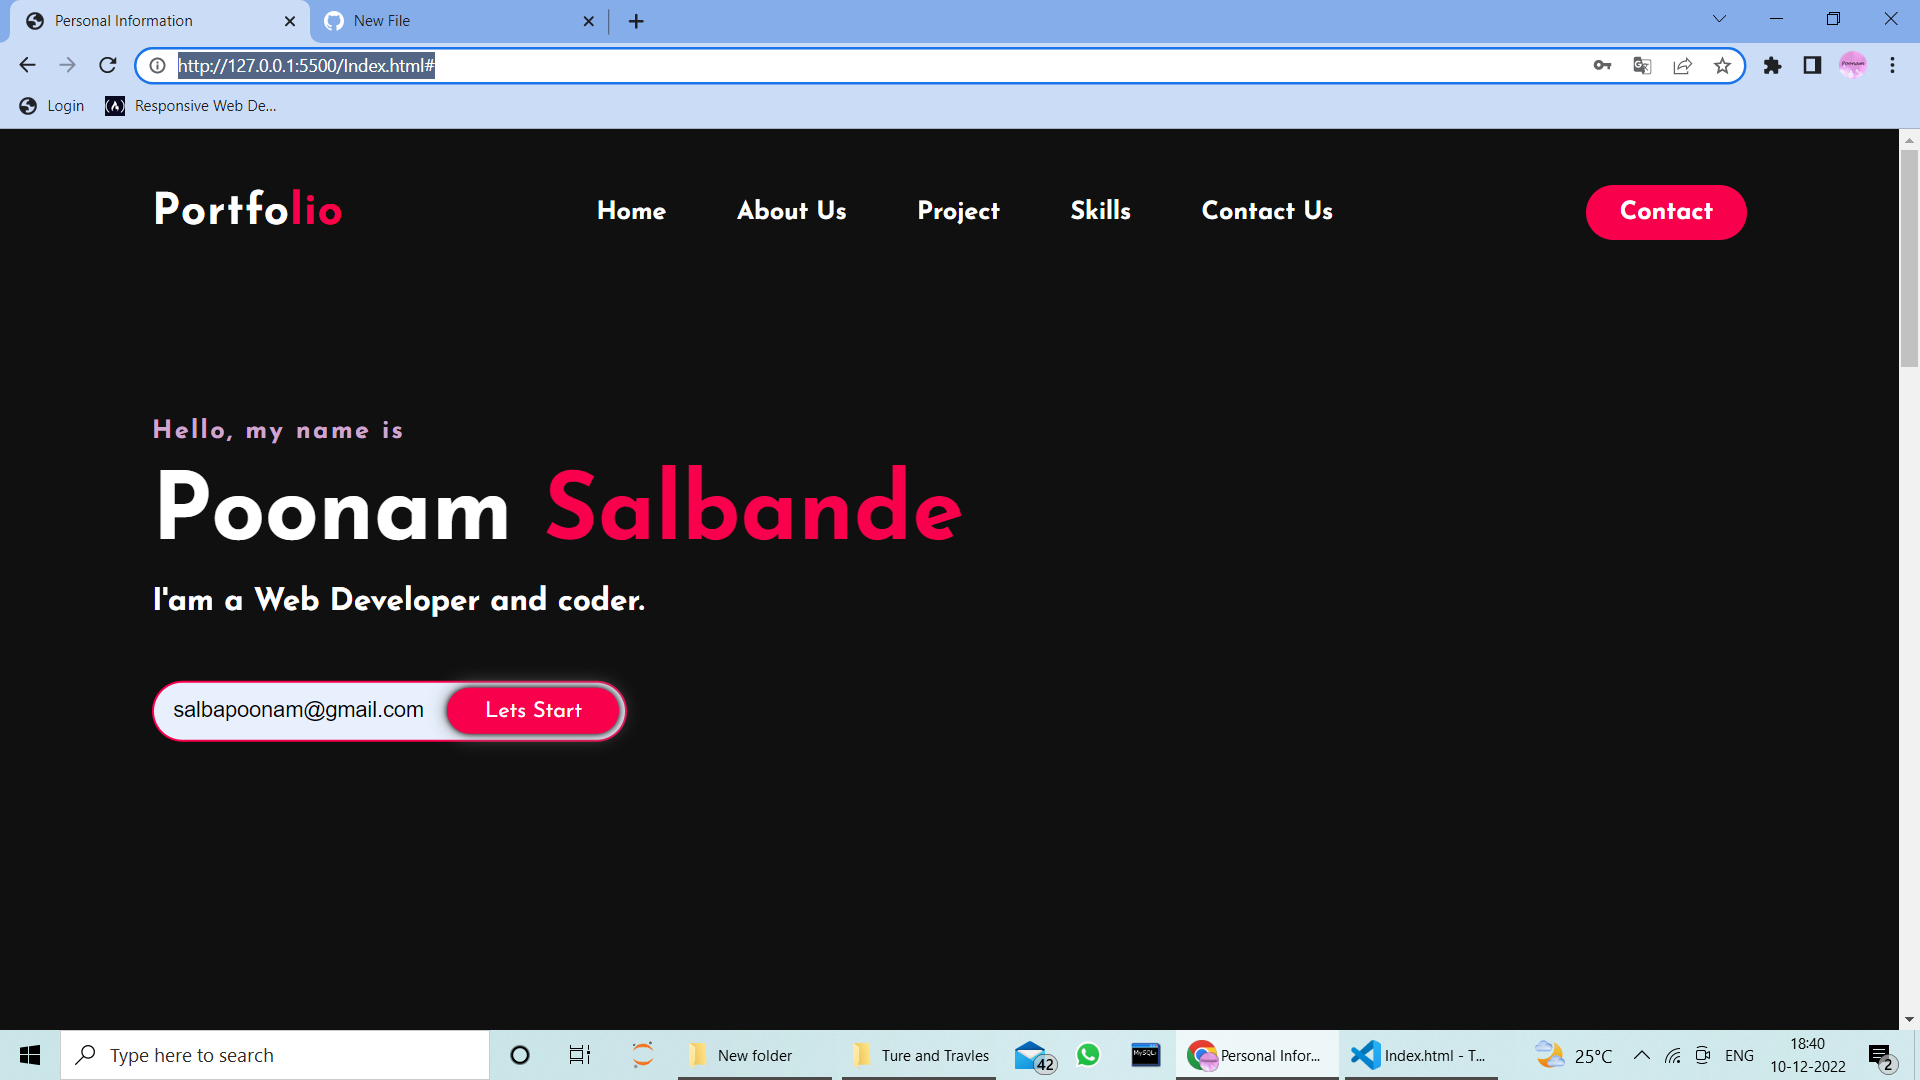 Personal Information
New File
http://127.0.0.1:5500/Index.html#
Poonam
Login
Responsive Web De...
Portfolio
Home
About Us
Project
Skills
Contact Us
Contact
Hello, my name is
Poonam Salbande
I'am a Web Developer and coder.
salbapoonam@gmail.com
Lets Start
Type here to search
New folder
Ture and Travles
42
MySQL
Personal Infor...
Index.html - T...
25°C
ENG
18:40
10-12-2022
2